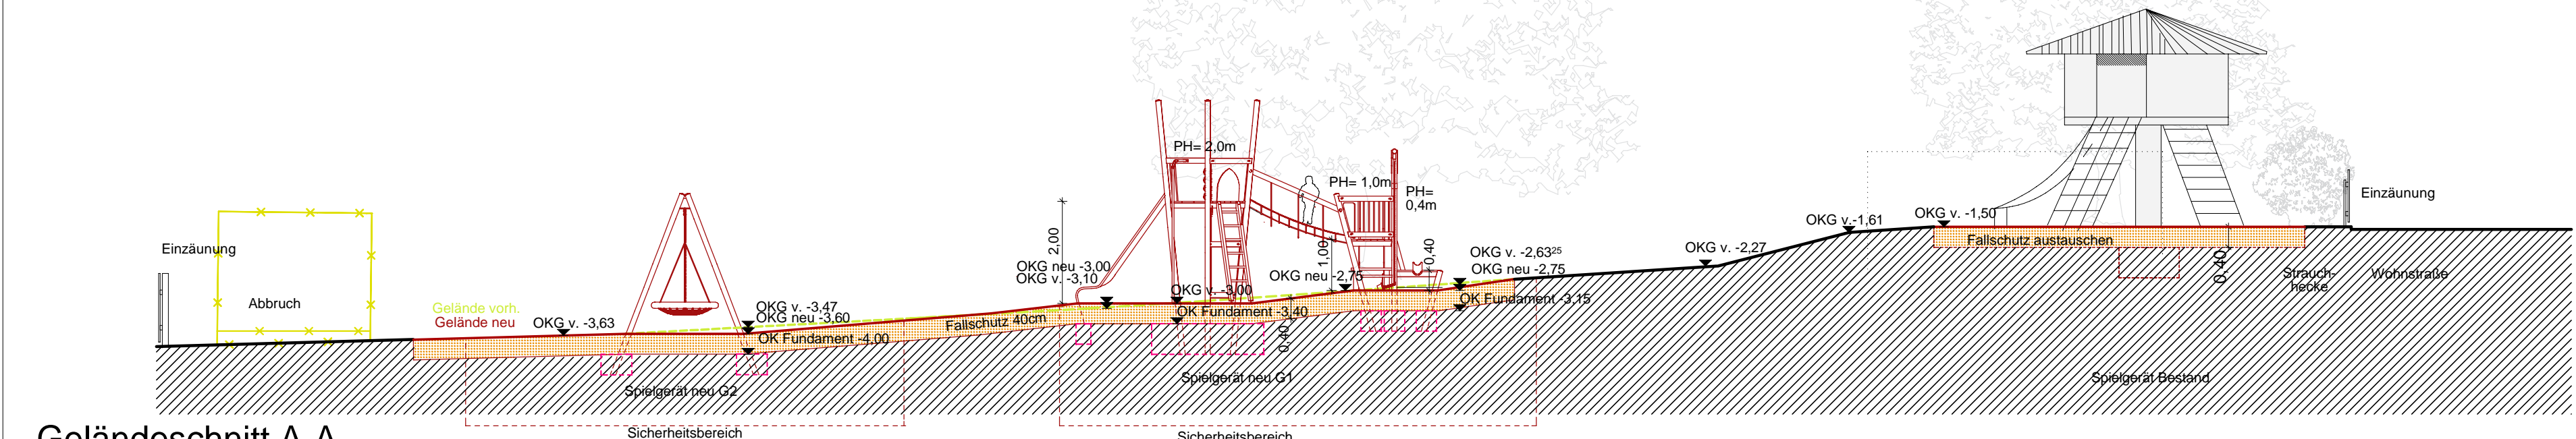 Einzäunung
Abbruch
Gelände vorh.
Gelände neu
OKG v. -3,63
OKG v. -3,47
OKG neu -3,60
OK Fundament -4,00
Spielgerät neu G2
Sicherheitsbereich
Fallschutz 40cm
2,00
OKG neu -3,00
OKG v. -3,10
PH= 2,0m
OKG v. -3,00
OK Fundament -3,40
0,40
Spielgerät neu G1
Sicherheitsbereich
PH= 1,0m
PH=
0,4m
1,00
0,40
OKG neu -2,75
OKG v. -2,63²⁵
OKG neu -2,75
OK Fundament -3,15
OKG v. -2,27
OKG v.-1,61
OKG v. -1,50
Fallschutz austauschen
0,40
Spielgerät Bestand
Strauch-
hecke
Einzäunung
Wohnstraße
Geländeschnitt A-A